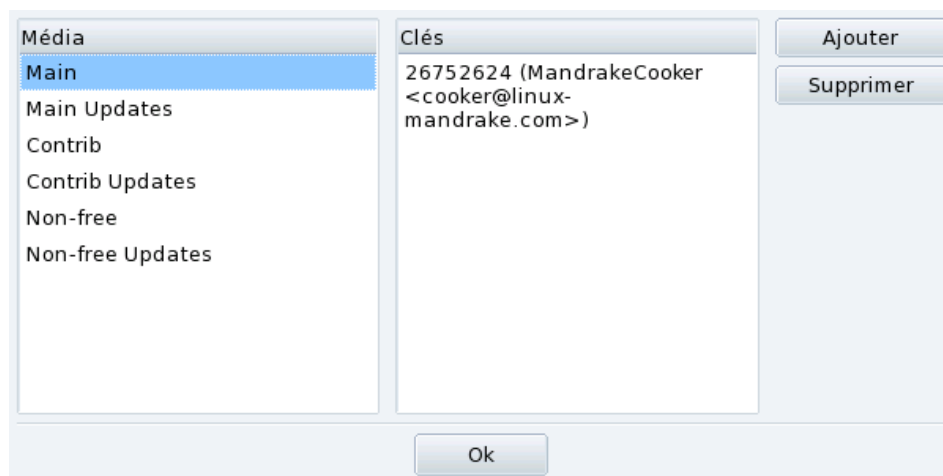 Média
Main
Main Updates
Contrib
Contrib Updates
Non-free
Non-free Updates
Clés
26752624 (MandrakeCooker
<cooker@linux-
mandrake.com>)
Ajouter
Supprimer
Ok